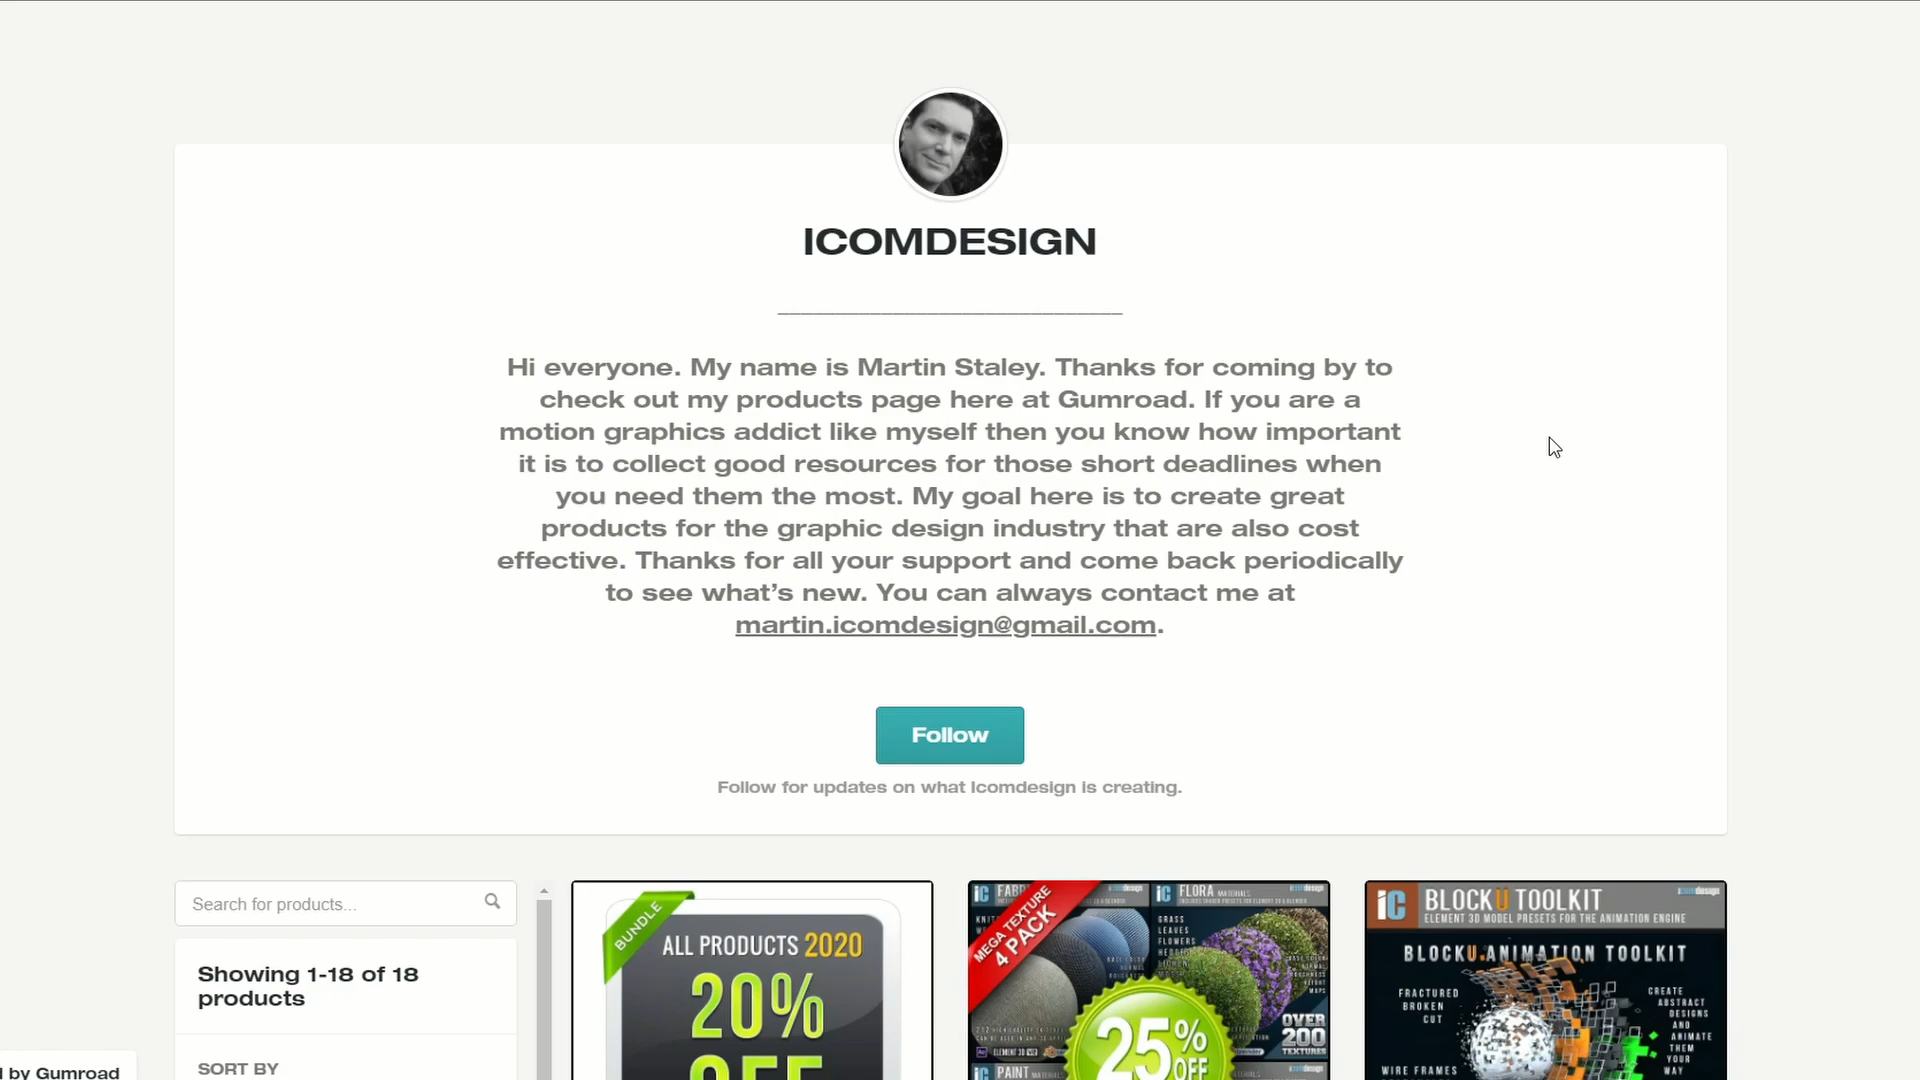 ICOMDESIGN
Hi everyone. My name is Martin Staley. Thanks for coming by to
check out my products page here at Gumroad. If you are a
motion graphics addict like myself then you know how important
it is to collect good resources for those short deadlines when
you need them the most. My goal here is to create great
products for the graphic design industry that are also cost
effective. Thanks for all your support and come back periodically
to see what’s new. You can always contact me at
martin.icomdesign@gmail.com.
Follow
Follow for updates on what Icomdesign is creating.
Search for products...
Showing 1-18 of 18
products
SORT BY
by Gumroad
BUNDLE
ALL PRODUCTS 2020
20%
OFF
MEGA TEXTURE
4 PACK
iC
iC FLORA MATERIALS
GRASS
LEAVES
FLOWERS
25%
OFF
OVER
200
TEXTURES
ELEMENT 3D
iC PAINT
iC BLOCKU TOOLKIT
ELEMENT 3D MODEL PRESETS FOR THE ANIMATION ENGINE
BLOCKU ANIMATION TOOLKIT
FRACTURED
BROKEN
CUT
WIRE FRAMES
CREATE
ABSTRACT
DESIGNS
AND
ANIMATE
THEM
YOUR
WAY